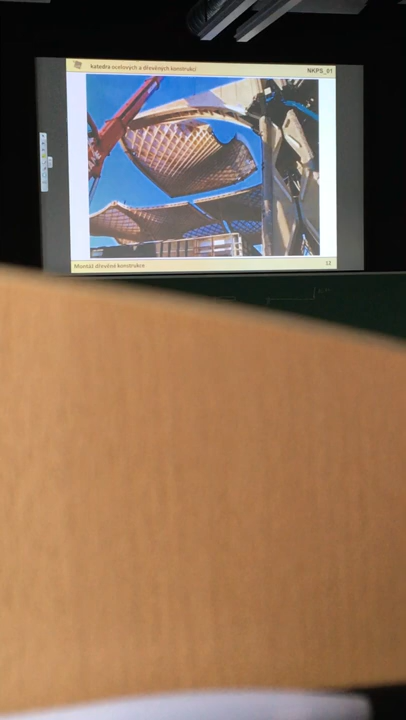 katedra ocelových a dřevěných konstrukcí
NKPS_01
Montáž dřevěné konstrukce